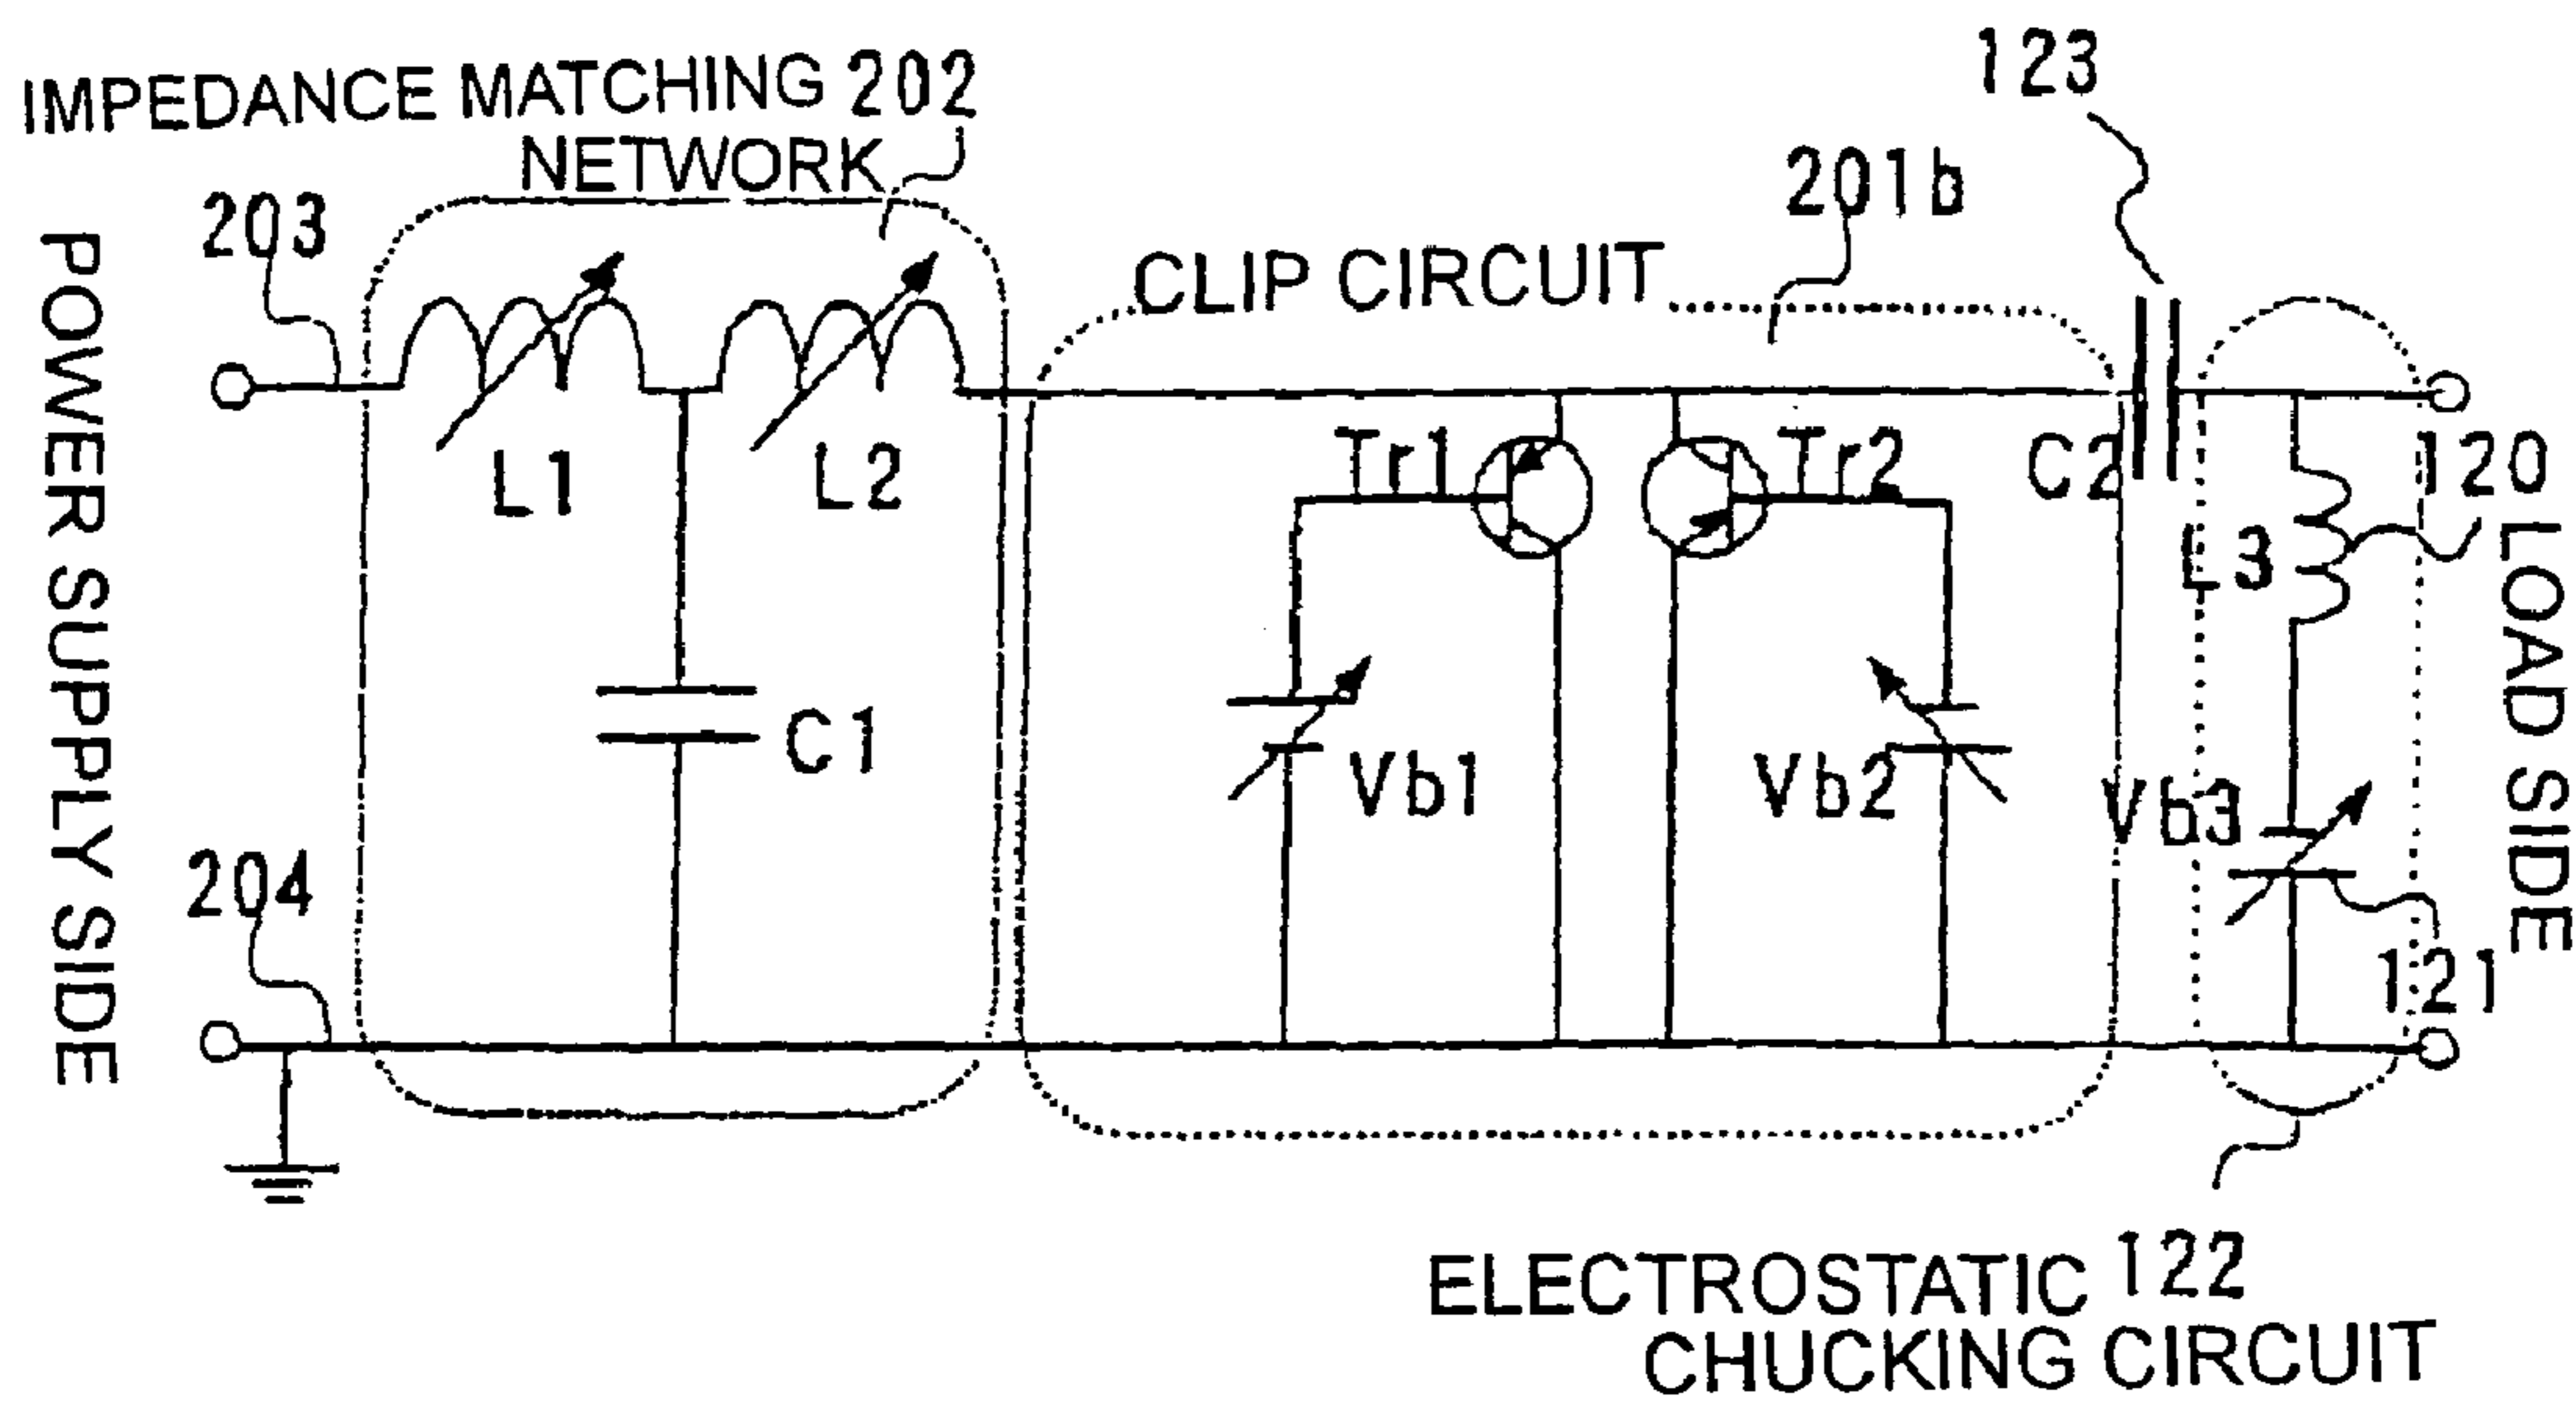 IMPEDANCE MATCHING 202
NETWORK
123
203
201b
CLIP CIRCUIT
POWER SUPPLY SIDE
L1
L2
Tr1
Tr2
C2
120
L3
LOAD SIDE
C1
Vb1
Vb2
Vb3
204
121
ELECTROSTATIC 122
CHUCKING CIRCUIT